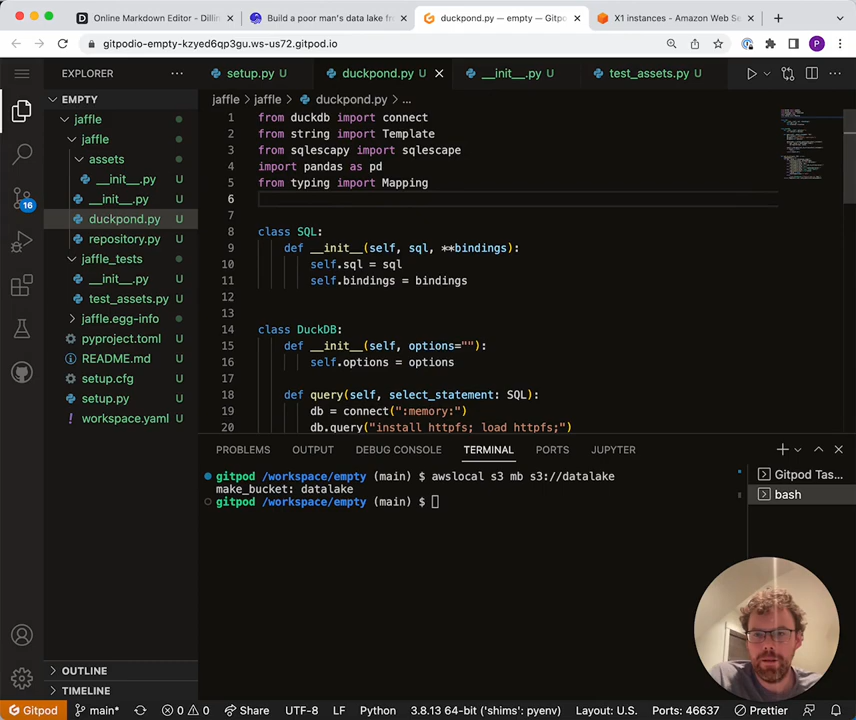 Online Markdown Editor - Dillin
Build a poor man's data lake fr
duckpond.py — empty — Gitpo
X1 instances - Amazon Web Se
gitpodio-empty-kzyed6qp3gu.ws-us72.gitpod.io
P
EXPLORER
setup.py U
duckpond.py U
__init__.py U
test_assets.py U
EMPTY
jaffle
jaffle
assets
__init__.py U
__init__.py U
duckpond.py U
repository.py U
jaffle_tests
__init__.py U
test_assets.py U
jaffle.egg-info
pyproject.toml U
README.md U
setup.cfg U
setup.py U
workspace.yaml U
OUTLINE
TIMELINE
16
jaffle > jaffle > duckpond.py > ...
1 from duckdb import connect
2 from string import Template
3 from sqlescapy import sqlescape
4 import pandas as pd
5 from typing import Mapping
6
7
8 class SQL:
9 def __init__(self, sql, **bindings):
10 self.sql = sql
11 self.bindings = bindings
12
13
14 class DuckDB:
15 def __init__(self, options=""):
16 self.options = options
17
18 def query(self, select_statement: SQL):
19 db = connect(":memory:")
20 db.query("install httpfs; load httpfs;")
PROBLEMS OUTPUT DEBUG CONSOLE TERMINAL PORTS JUPYTER
gitpod /workspace/empty (main) $ awslocal s3 mb s3://datalake
make_bucket: datalake
gitpod /workspace/empty (main) $
Gitpod Tas...
bash
Gitpod main* 0 0 Share UTF-8 LF Python 3.8.13 64-bit ('shims': pyenv) Layout: U.S. Ports: 46637 Prettier